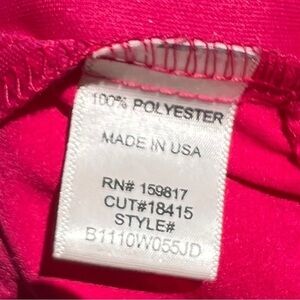 100% POLYESTER
MADE IN USA
RN# 159817
CUT#18415
STYLE#
B1110W055JD